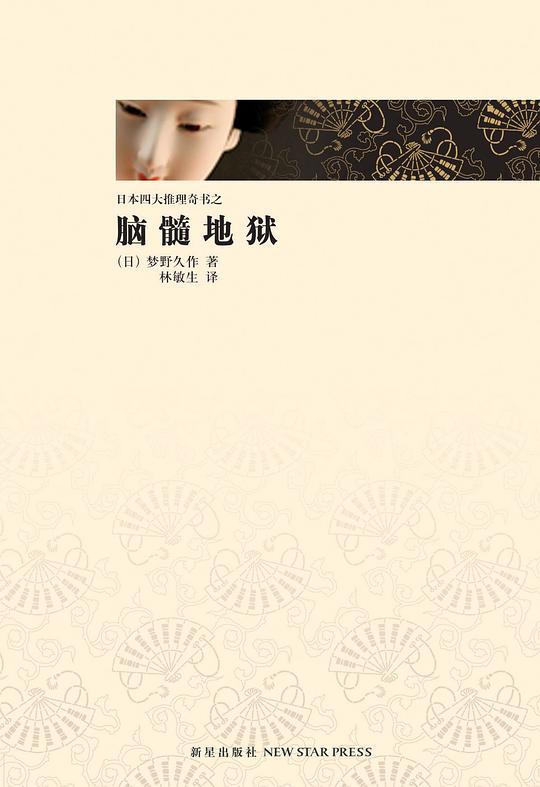 日本四大推理奇书之
脑髓地狱
（日）梦野久作 著
林敏生 译
新星出版社 NEW STAR PRESS